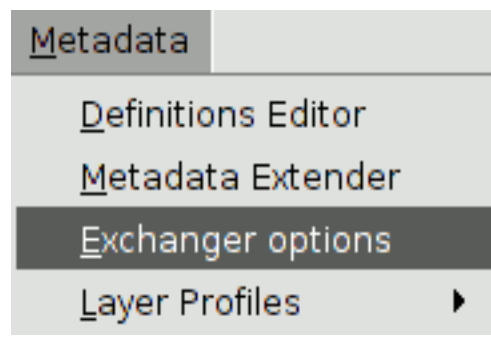 Metadata
Definitions Editor
Metadata Extender
Exchanger options
Layer Profiles